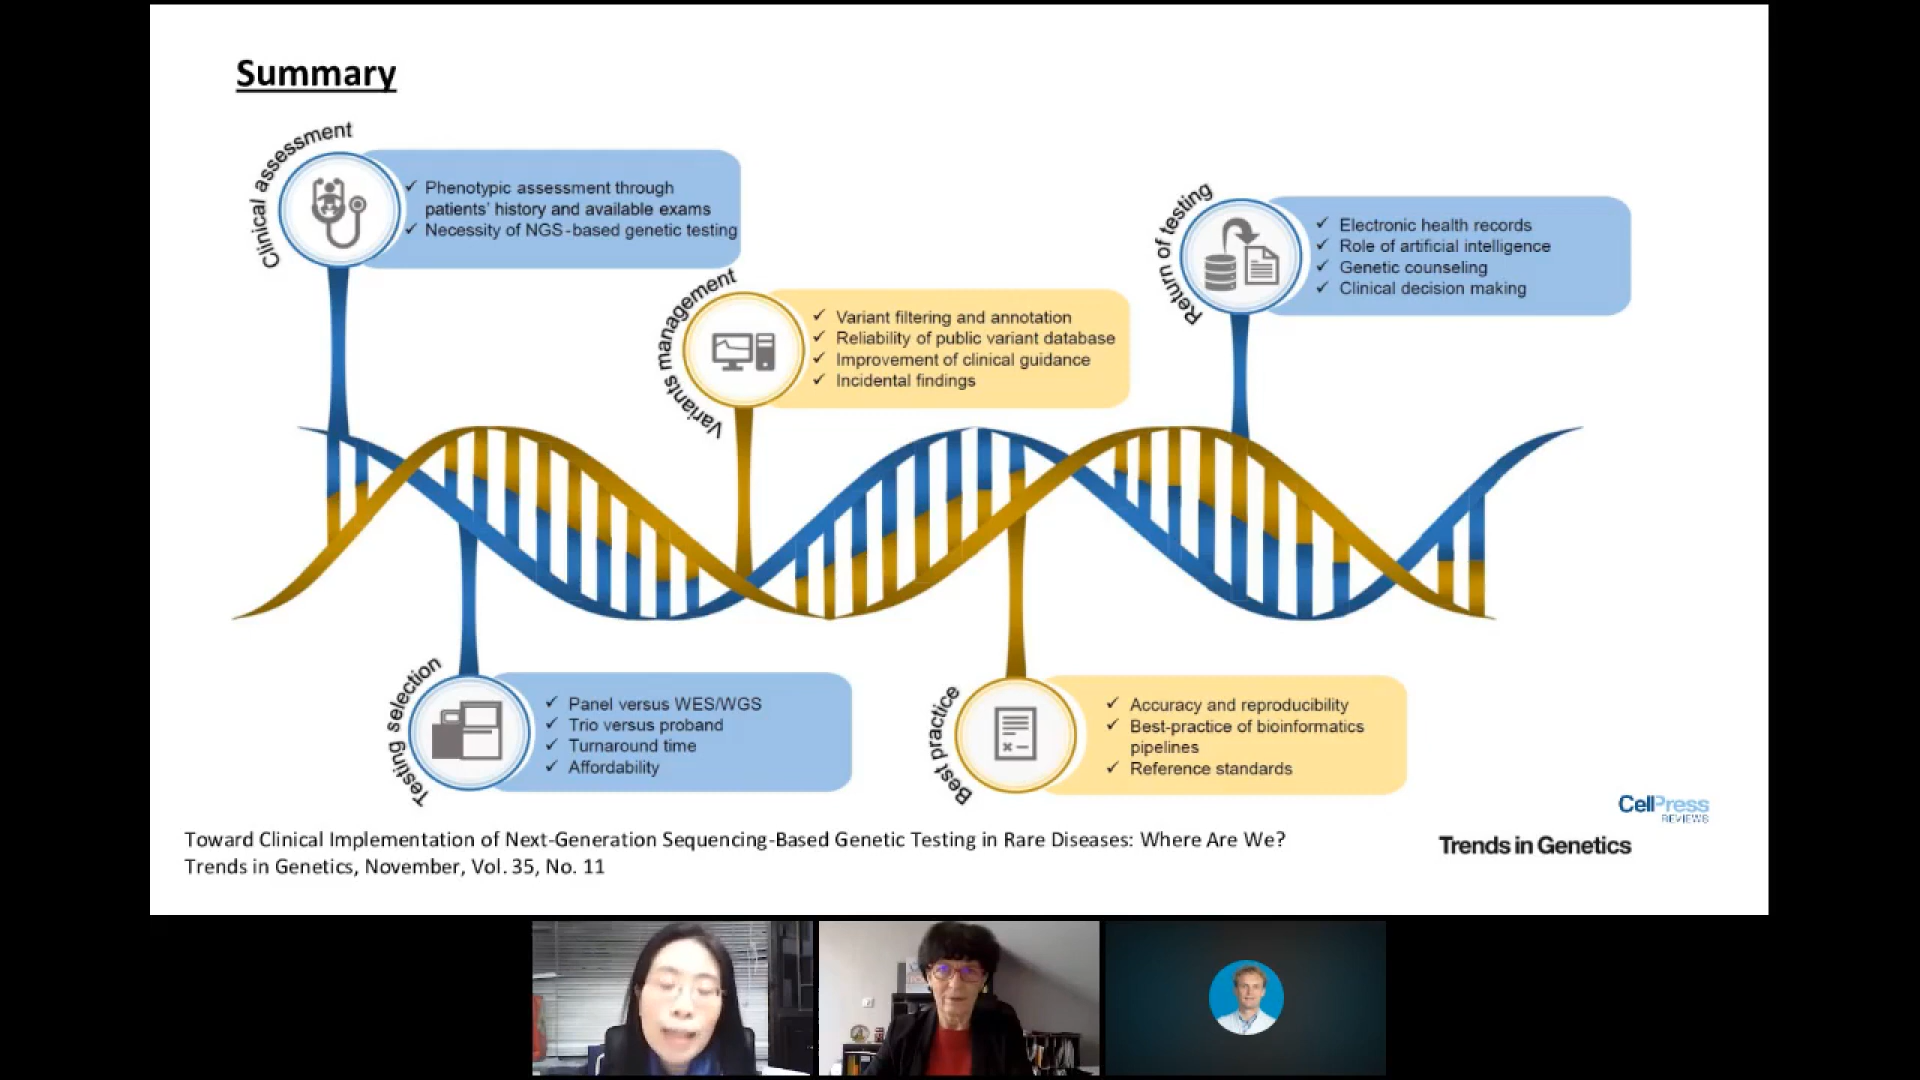 Summary
Clinical assessment
Phenotypic assessment through
patients' history and available exams
Necessity of NGS-based genetic testing
Variants management
Variant filtering and annotation
Reliability of public variant database
Improvement of clinical guidance
Incidental findings
Return of testing
Electronic health records
Role of artificial intelligence
Genetic counseling
Clinical decision making
Testing selection
Panel versus WES/WGS
Trio versus proband
Turnaround time
Affordability
Best practice
Accuracy and reproducibility
Best-practice of bioinformatics
pipelines
Reference standards
CellPress
REVIEWS
Toward Clinical Implementation of Next-Generation Sequencing-Based Genetic Testing in Rare Diseases: Where Are We?
Trends in Genetics
Trends in Genetics, November, Vol. 35, No. 11